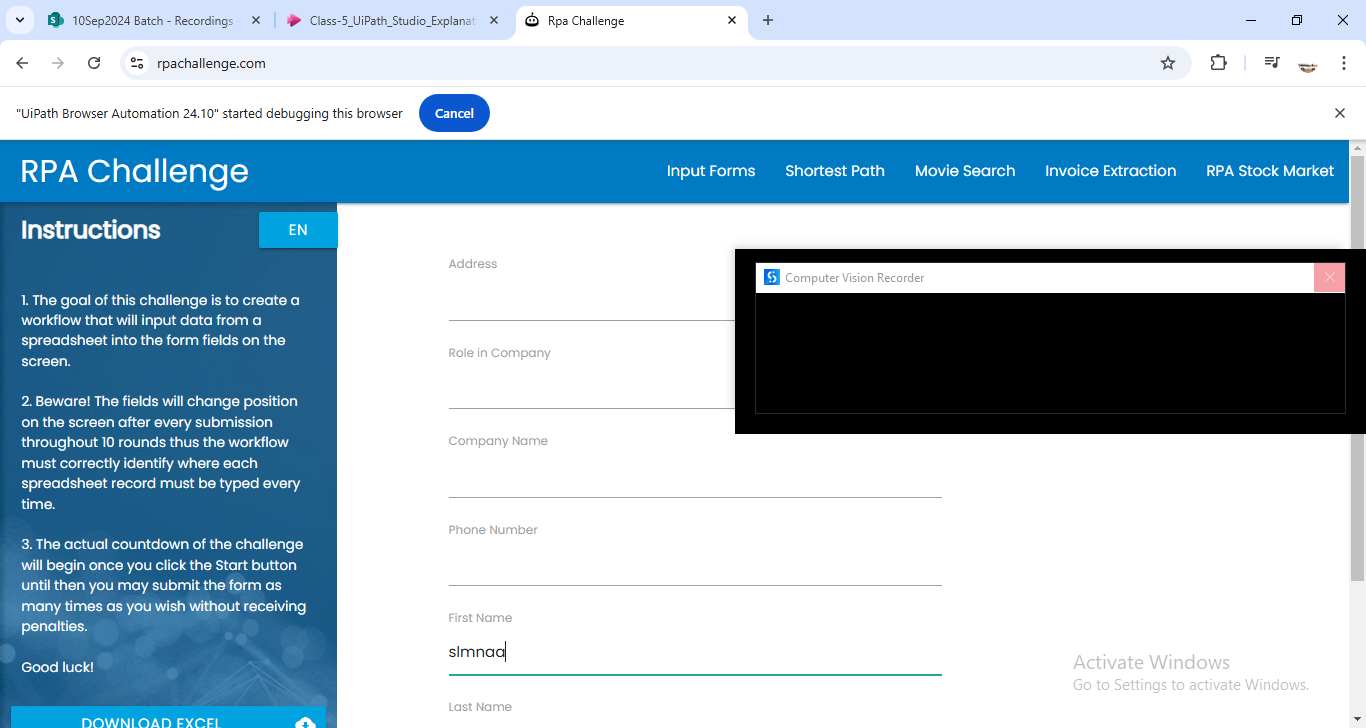 10Sep2024 Batch - Recordings
Class-5_UiPath_Studio_Explanat
Rpa Challenge
rpachallenge.com
"UiPath Browser Automation 24.10" started debugging this browser
Cancel
RPA Challenge
Input Forms
Shortest Path
Movie Search
Invoice Extraction
RPA Stock Market
Instructions
EN
1. The goal of this challenge is to create a
workflow that will input data from a
spreadsheet into the form fields on the
screen.
2. Beware! The fields will change position
on the screen after every submission
throughout 10 rounds thus the workflow
must correctly identify where each
spreadsheet record must be typed every
time.
3. The actual countdown of the challenge
will begin once you click the Start button
until then you may submit the form as
many times as you wish without receiving
penalties.
Good luck!
DOWNLOAD EXCEL
Address
Role in Company
Company Name
Phone Number
First Name
slmnaa
Last Name
Computer Vision Recorder
Activate Windows
Go to Settings to activate Windows.